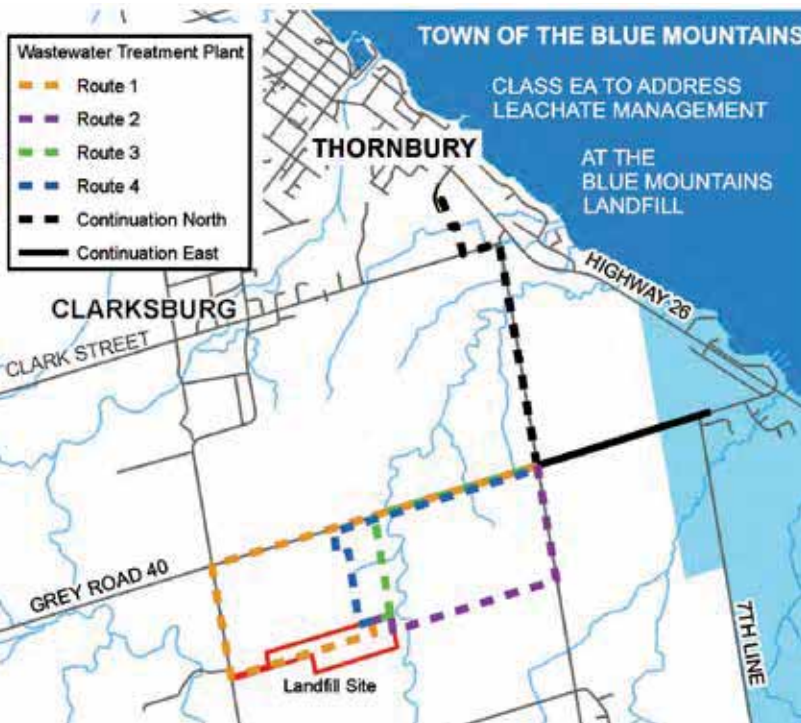 TOWN OF THE BLUE MOUNTAINS
CLASS EA TO ADDRESS
LEACHATE MANAGEMENT
AT THE
BLUE MOUNTAINS
LANDFILL
Wastewater Treatment Plant
Route 1
Route 2
Route 3
Route 4
Continuation North
Continuation East
THORNBURY
CLARKSBURG
CLARK STREET
HIGHWAY 26
GREY ROAD 40
7TH LINE
Landfill Site